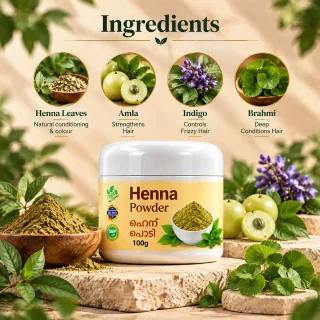 Ingredients
Henna Leaves
Natural conditioning
& colour
Amla
Strengthens
Hair
Indigo
Controls
Frizzy Hair
Brahmi
Deep
Conditions Hair
Henna
Powder
ഹെന്ന
പൊടി
100g